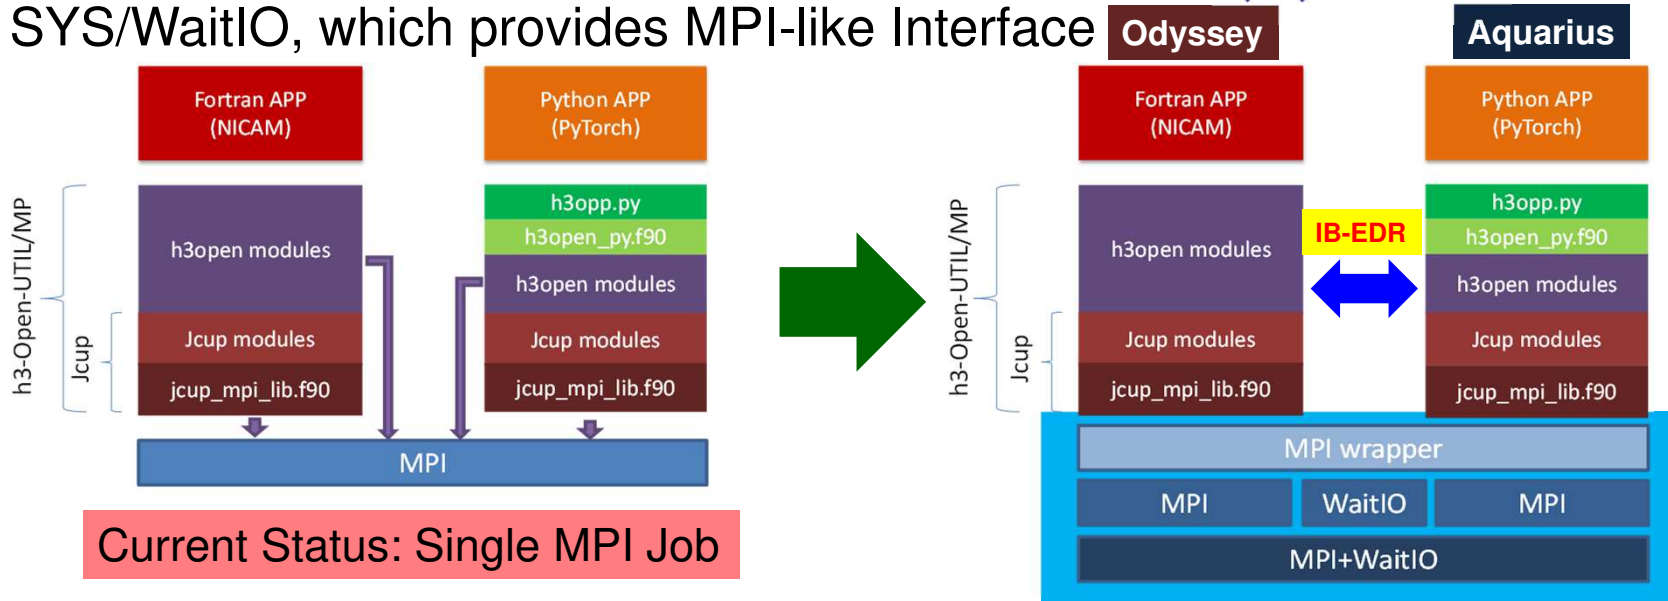 SYS/WaitIO, which provides MPI-like Interface
Odyssey
Aquarius
Fortran APP
(NICAM)
Python APP
(PyTorch)
h3-Open-UTIL/MP
Jcup
h3open modules
Jcup modules
jcup_mpi_lib.f90
h3opp.py
h3open_py.f90
h3open modules
Jcup modules
jcup_mpi_lib.f90
MPI
Current Status: Single MPI Job
Fortran APP
(NICAM)
Python APP
(PyTorch)
h3-Open-UTIL/MP
Jcup
h3open modules
Jcup modules
jcup_mpi_lib.f90
IB-EDR
h3opp.py
h3open_py.f90
h3open modules
Jcup modules
jcup_mpi_lib.f90
MPI wrapper
MPI
WaitIO
MPI
MPI+WaitIO